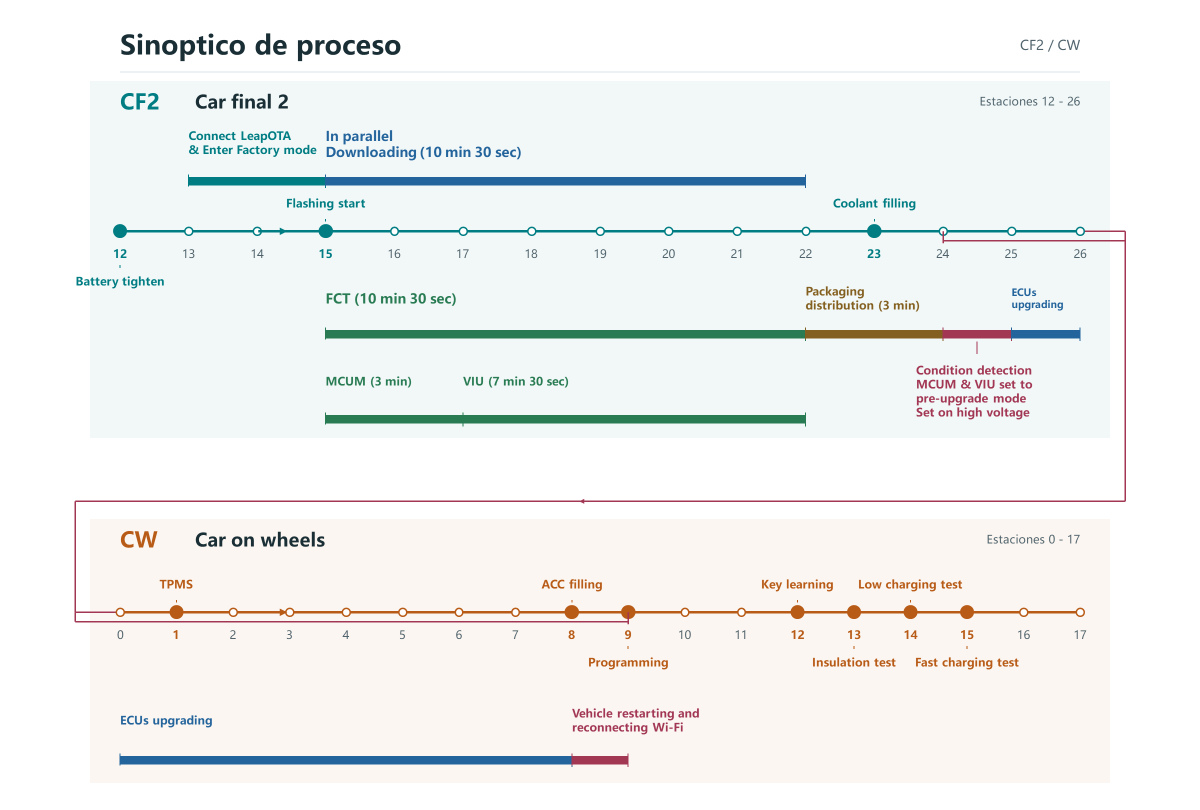 Sinoptico de proceso
CF2 / CW
CF2
Car final 2
Estaciones 12 - 26
Connect LeapOTA
& Enter Factory mode
In parallel
Downloading (10 min 30 sec)
Flashing start
Coolant filling
12 13 14 15 16 17 18 19 20 21 22 23 24 25 26
Battery tighten
FCT (10 min 30 sec)
Packaging
distribution (3 min)
ECUs
upgrading
Condition detection
MCUM & VIU set to
pre-upgrade mode
Set on high voltage
MCUM (3 min)
VIU (7 min 30 sec)
CW
Car on wheels
Estaciones 0 - 17
TPMS
ACC filling
Key learning
Low charging test
0 1 2 3 4 5 6 7 8 9 10 11 12 13 14 15 16 17
Programming
Insulation test
Fast charging test
ECUs upgrading
Vehicle restarting and
reconnecting Wi-Fi